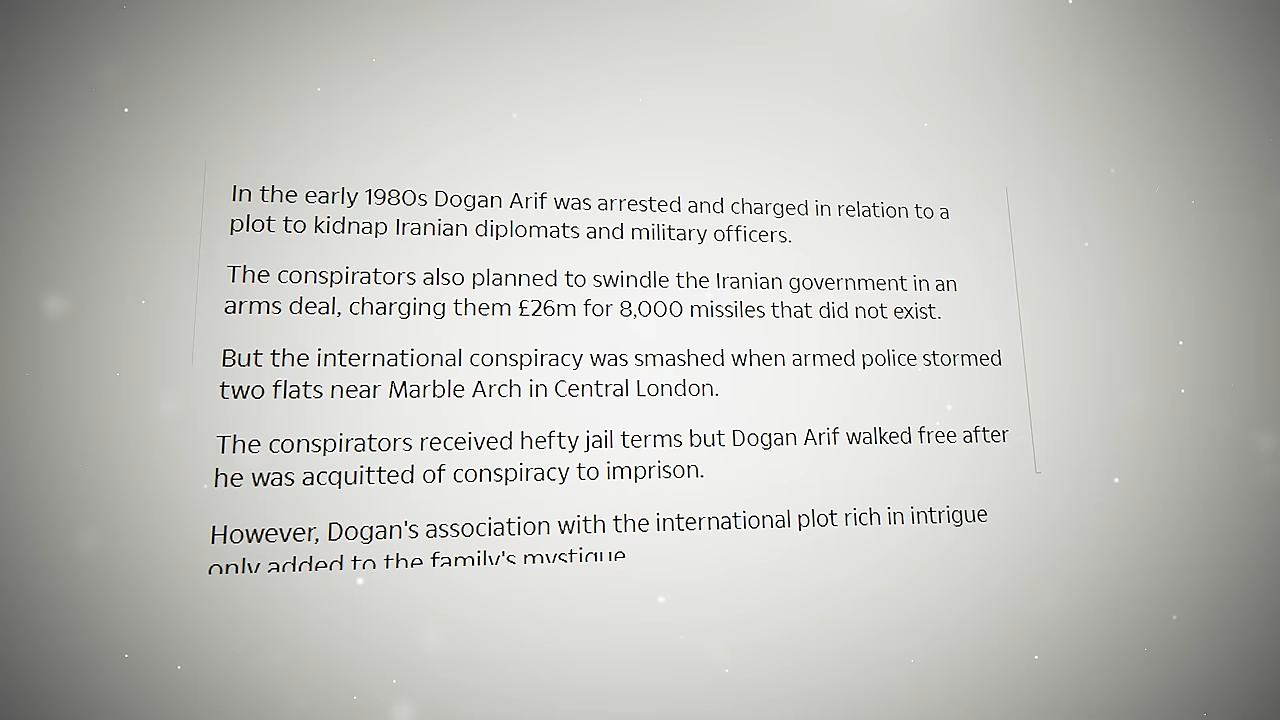 In the early 1980s Dogan Arif was arrested and charged in relation to a
plot to kidnap Iranian diplomats and military officers.
The conspirators also planned to swindle the Iranian government in an
arms deal, charging them £26m for 8,000 missiles that did not exist.
But the international conspiracy was smashed when armed police stormed
two flats near Marble Arch in Central London.
The conspirators received hefty jail terms but Dogan Arif walked free after
he was acquitted of conspiracy to imprison.
However, Dogan's association with the international plot rich in intrigue
only added to the family's mystique